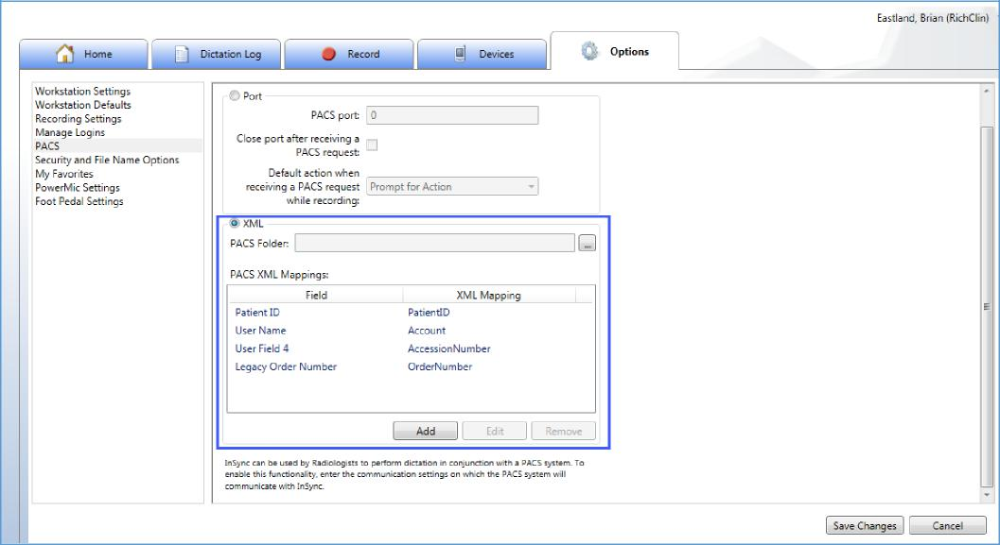 Eastland, Brian (RichClin)
Home
Dictation Log
Record
Devices
Options
Workstation Settings
Workstation Defaults
Recording Settings
Manage Logins
PACS
Security and File Name Options
My Favorites
PowerMic Settings
Foot Pedal Settings
Port
PACS port: 0
Close port after receiving a
PACS request:
Default action when
receiving a PACS request
while recording:
Prompt for Action
XML
PACS Folder:
...
PACS XML Mappings:
Field XML Mapping
Patient ID PatientID
User Name Account
User Field 4 AccessionNumber
Legacy Order Number OrderNumber
Add Edit Remove
InSync can be used by Radiologists to perform dictation in conjunction with a PACS system. To
enable this functionality, enter the communication settings on which the PACS system will
communicate with InSync.
Save Changes Cancel